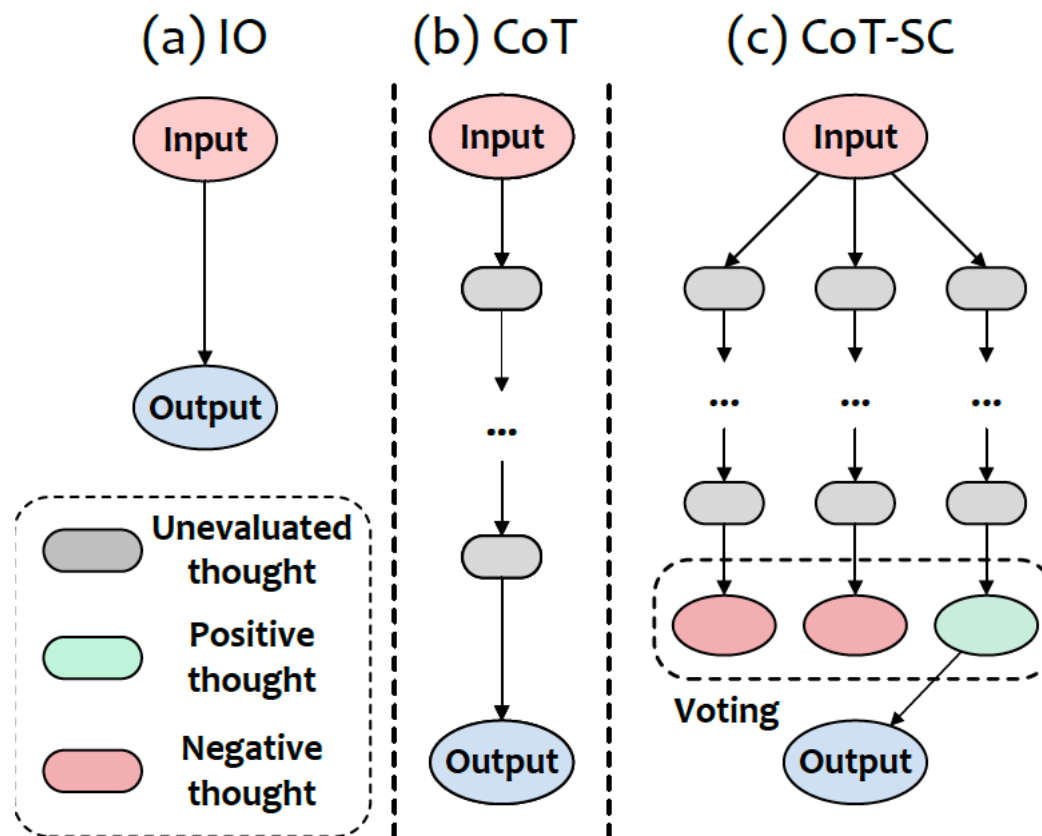 (a) IO
Input
Output
Unevaluated
thought
Positive
thought
Negative
thought
(b) CoT
Input
...
Output
(c) CoT-SC
Input
... ... ...
Voting
Output